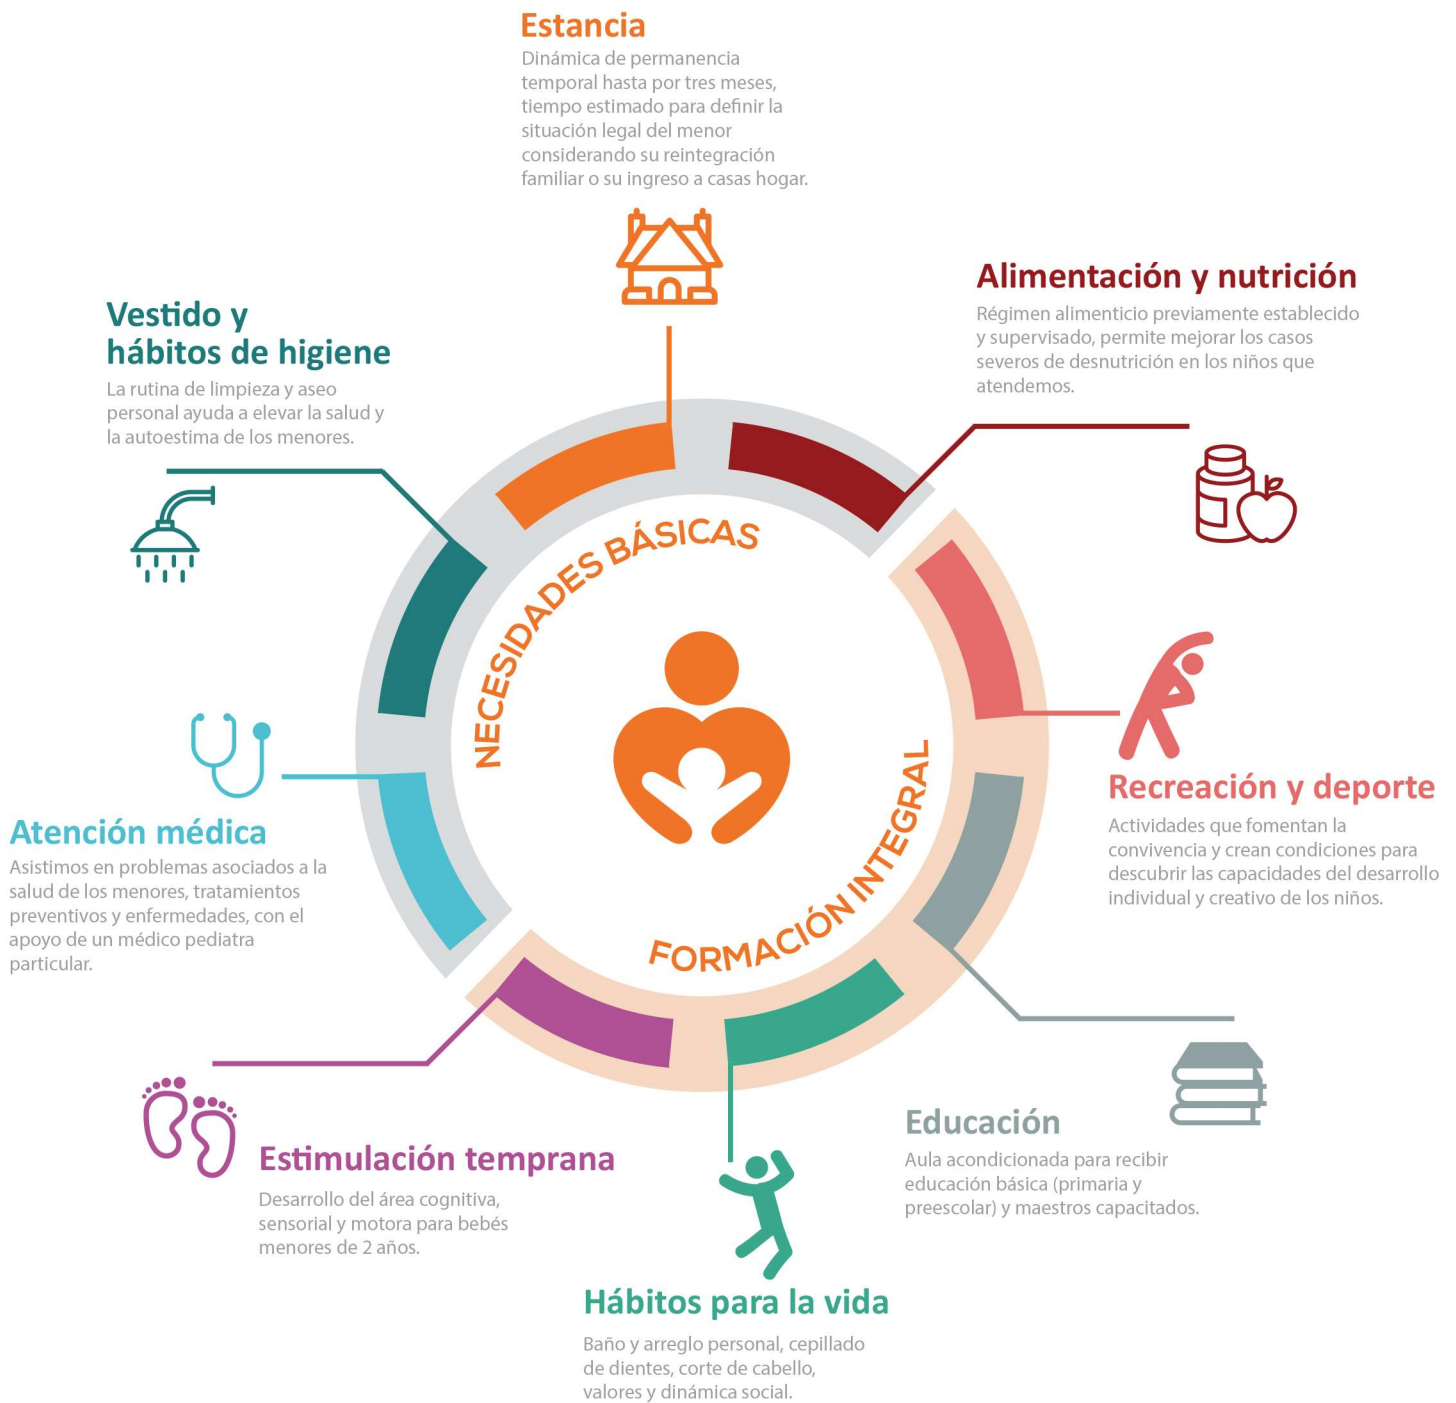 Estancia
Dinámica de permanencia
temporal hasta por tres meses,
tiempo estimado para definir la
situación legal del menor
considerando su reintegración
familiar o su ingreso a casas hogar.
Alimentación y nutrición
Régimen alimenticio previamente establecido
y supervisado, permite mejorar los casos
severos de desnutrición en los niños que
atendemos.
Vestido y
hábitos de higiene
La rutina de limpieza y aseo
personal ayuda a elevar la salud y
la autoestima de los menores.
NECESIDADES BÁSICAS
FORMACIÓN INTEGRAL
Recreación y deporte
Actividades que fomentan la
convivencia y crean condiciones para
descubrir las capacidades del desarrollo
individual y creativo de los niños.
Atención médica
Asistimos en problemas asociados a la
salud de los menores, tratamientos
preventivos y enfermedades, con el
apoyo de un médico pediatra
particular.
Educación
Aula acondicionada para recibir
educación básica (primaria y
preescolar) y maestros capacitados.
Estimulación temprana
Desarrollo del área cognitiva,
sensorial y motora para bebés
menores de 2 años.
Hábitos para la vida
Baño y arreglo personal, cepillado
de dientes, corte de cabello,
valores y dinámica social.